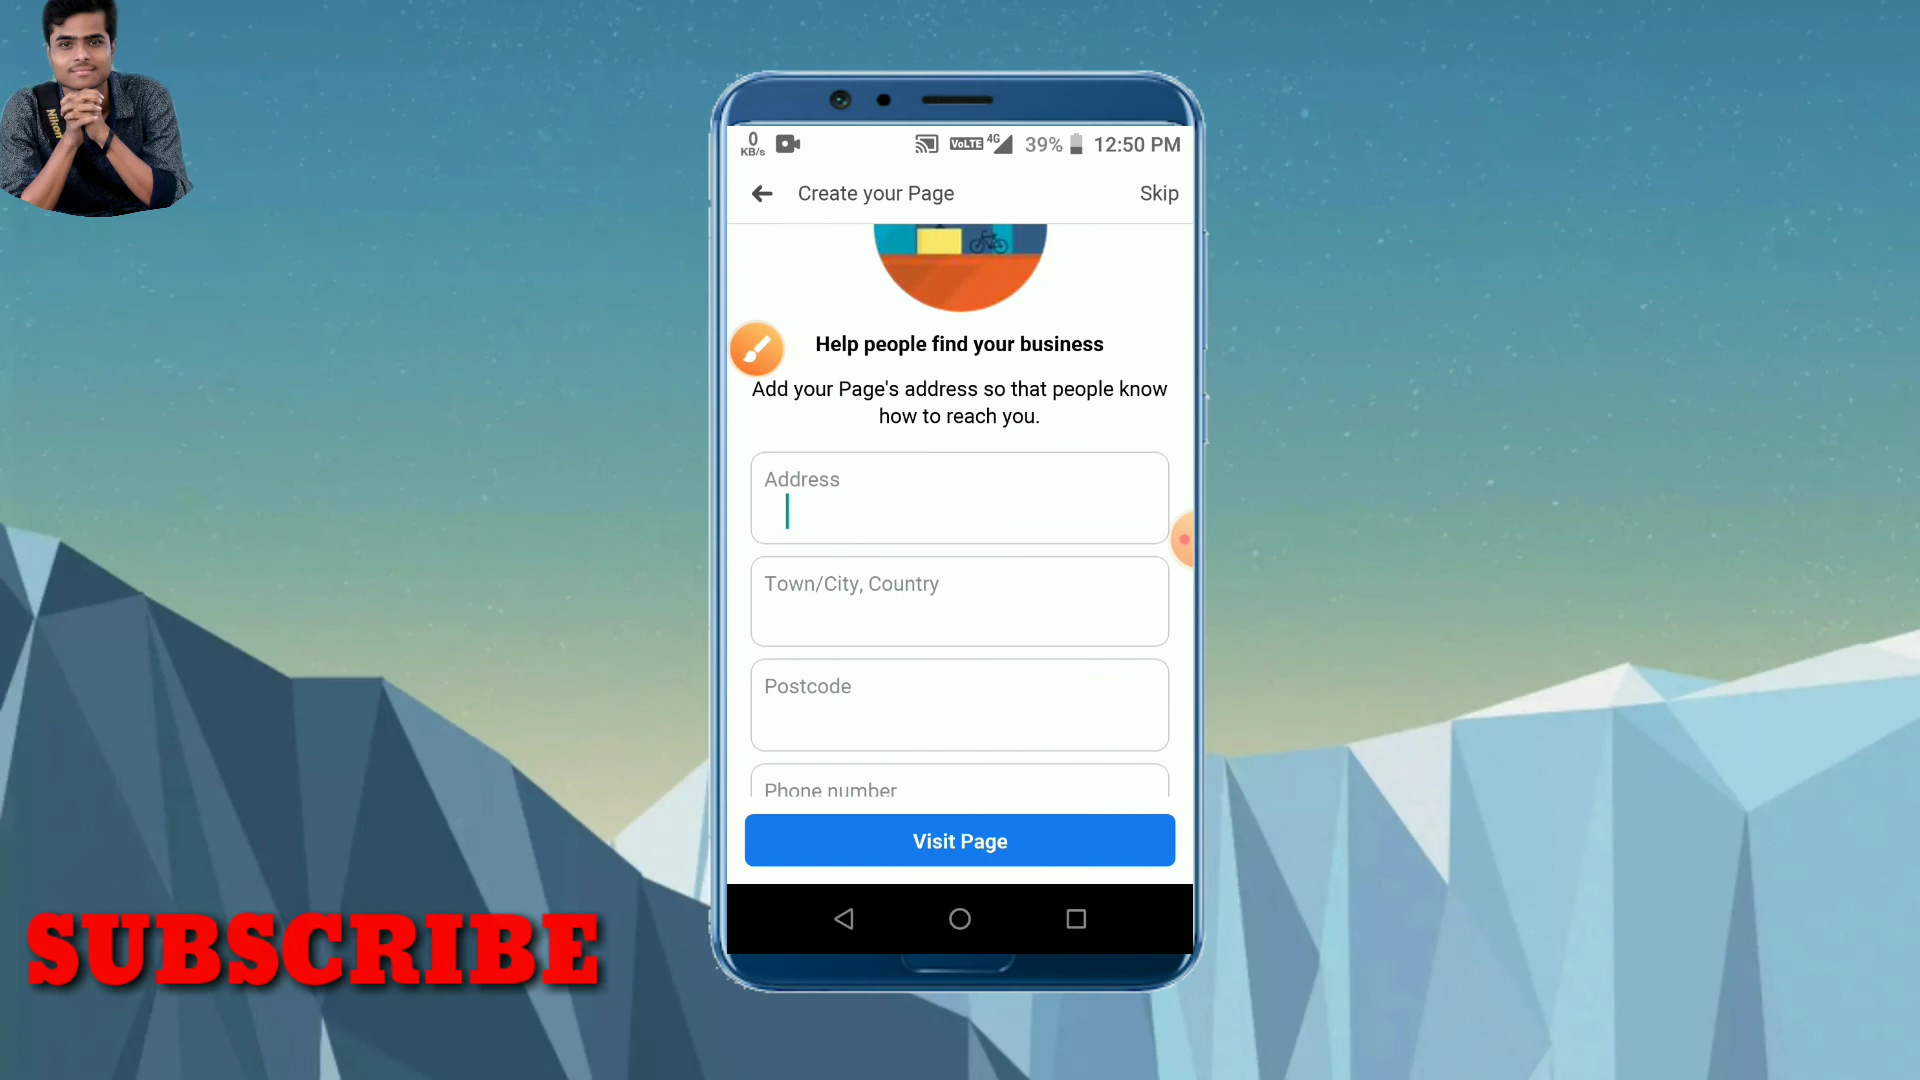 Nikon
0
KB/s
VoLTE 4G 39% 12:50 PM
Create your Page
Skip
Help people find your business
Add your Page's address so that people know
how to reach you.
Address
Town/City, Country
Postcode
Phone number
Visit Page
SUBSCRIBE